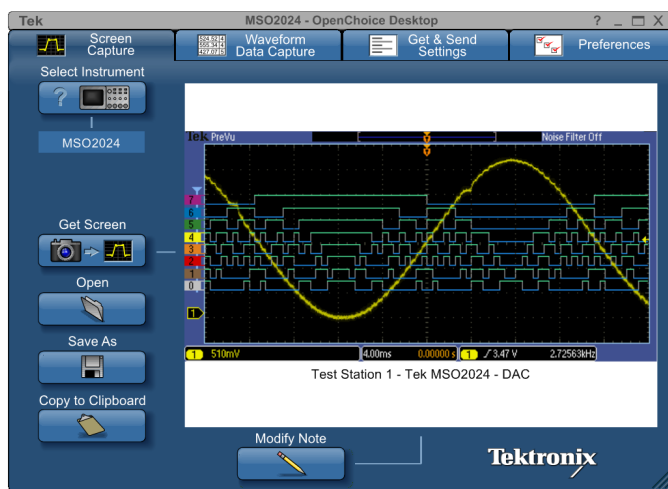 Tek
MSO2024 - OpenChoice Desktop
? _ X
Screen
Capture
Waveform
Data Capture
Get & Send
Settings
Preferences
Select Instrument
?
MSO2024
Get Screen
Open
Save As
Copy to Clipboard
Tek PreVu
Noise Filter Off
7
6
5
4
3
2
1
0
1
1 510mV
4.00ms 0.00000 s
1 3.47 V 2.72563kHz
Test Station 1 - Tek MSO2024 - DAC
Modify Note
Tektronix